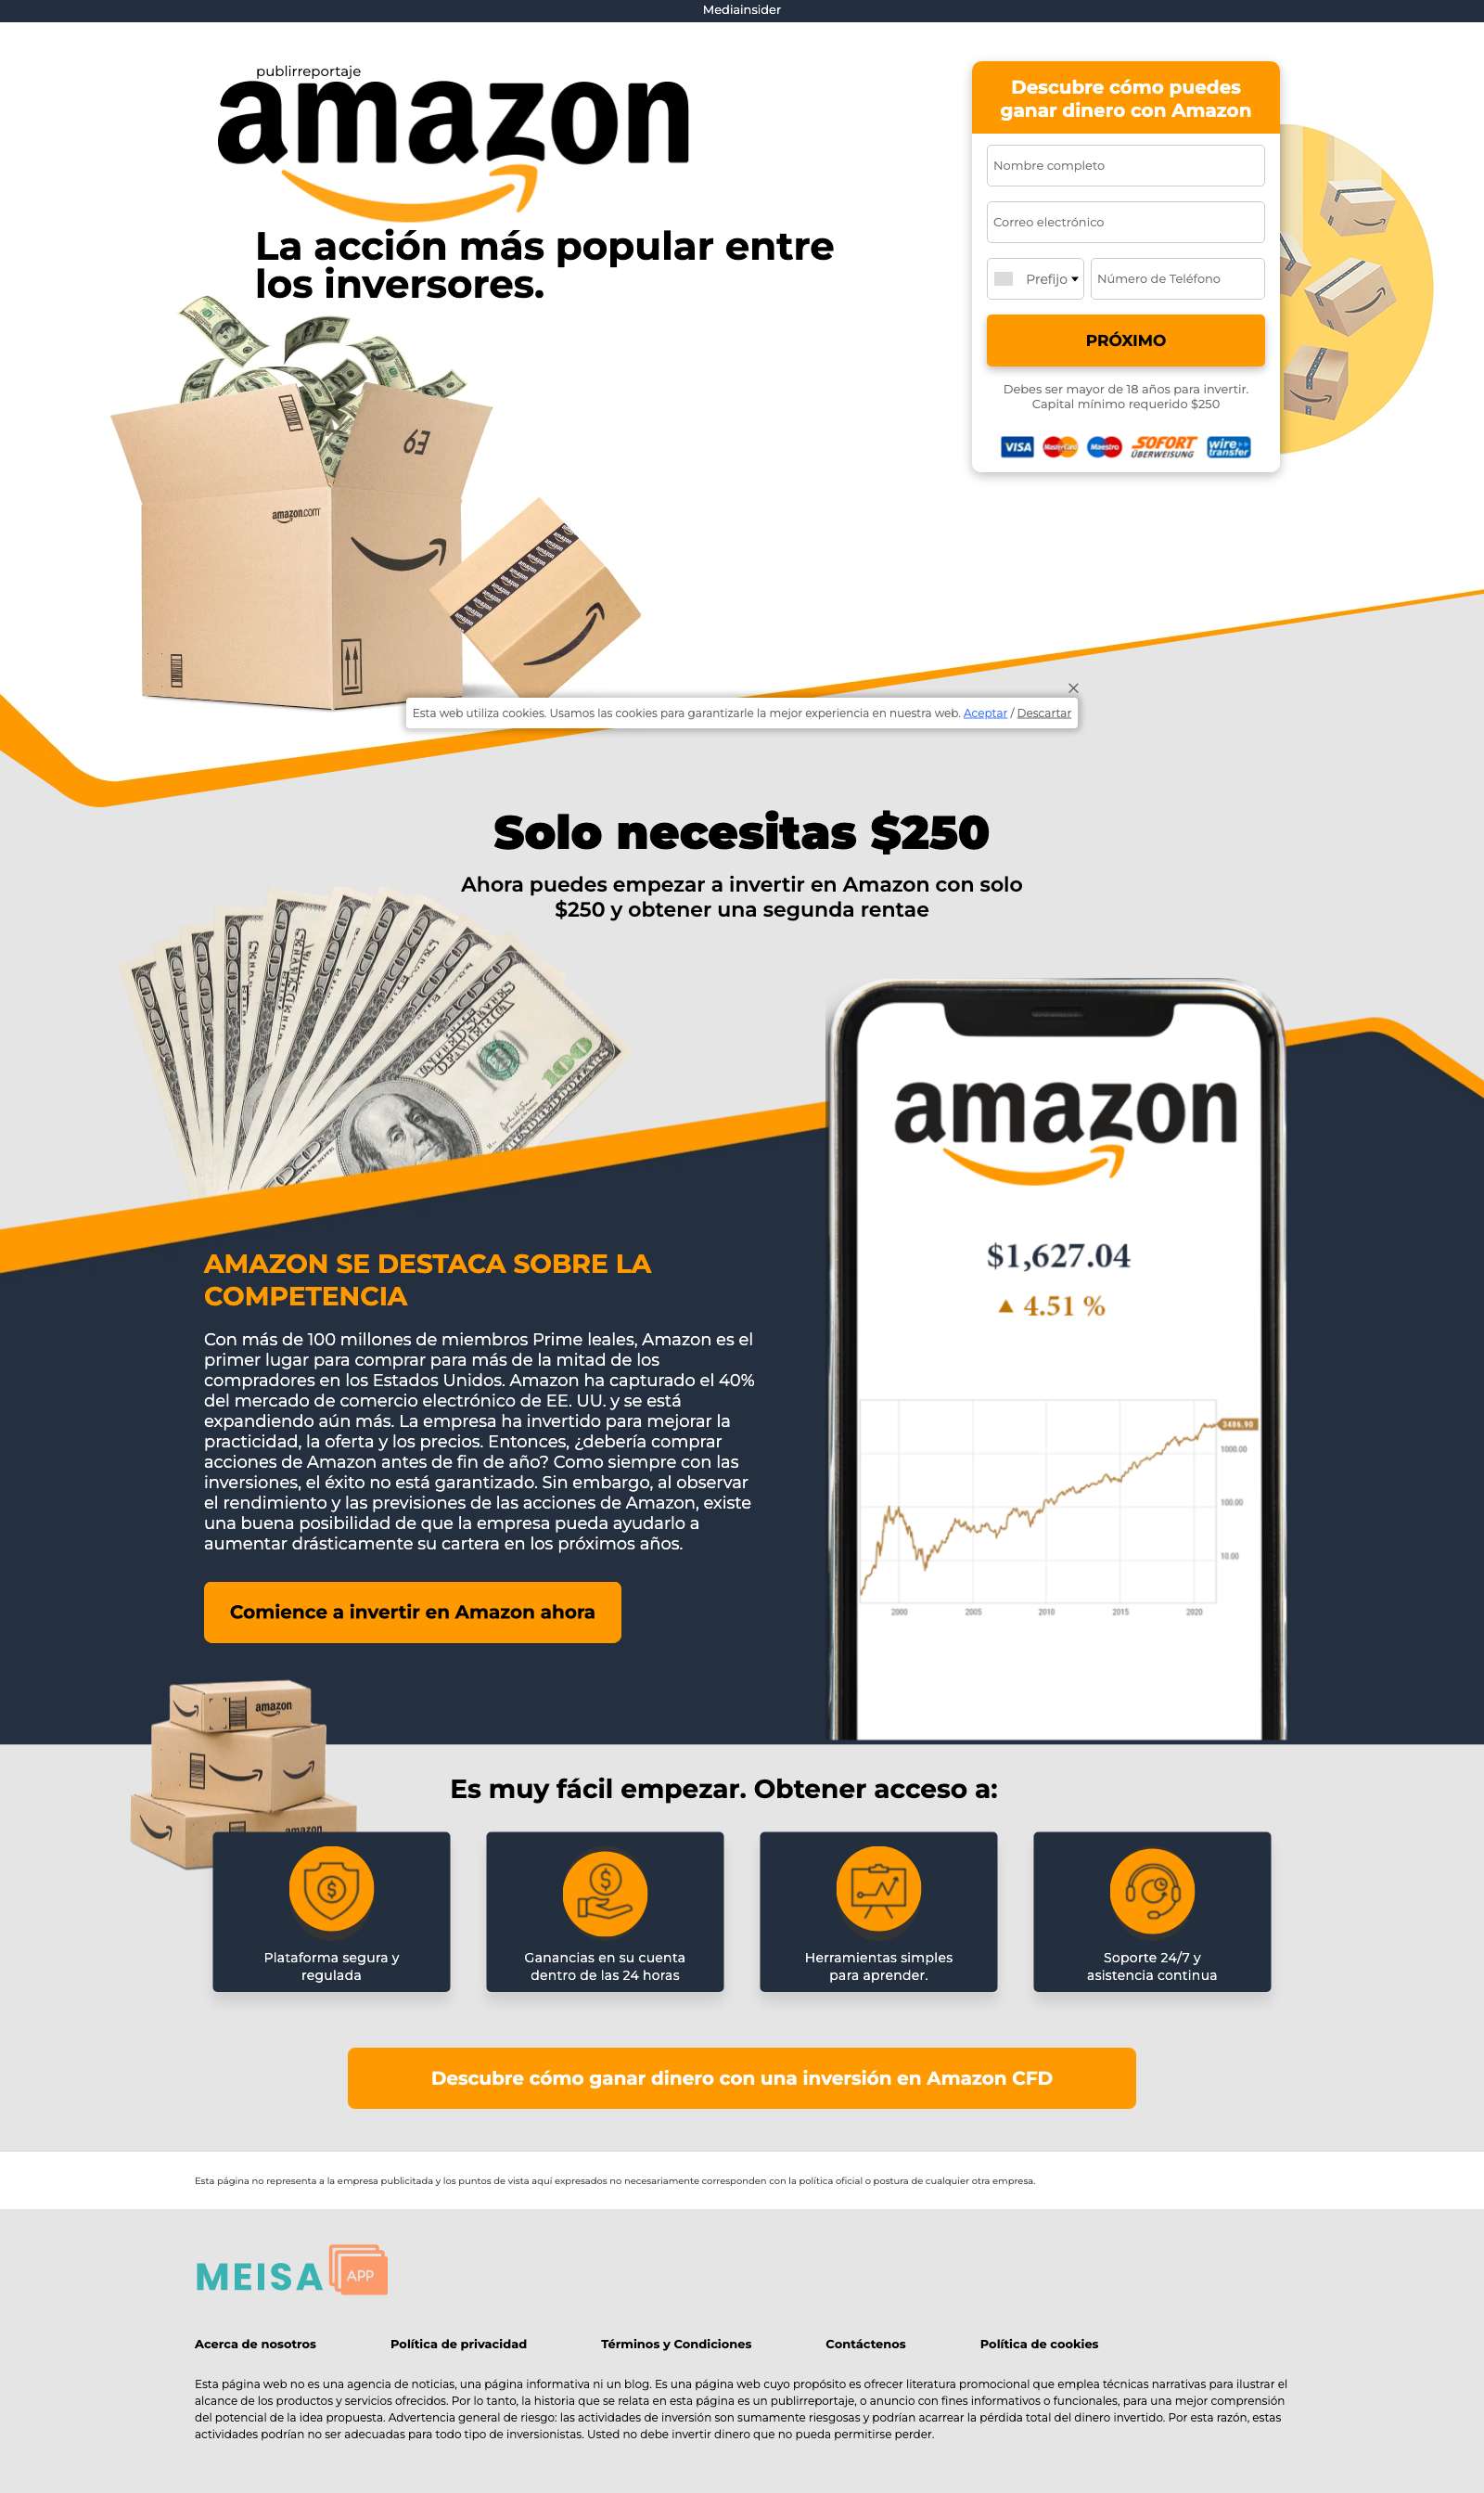 Mediainsider
publirreportaje
amazon
La acción más popular entre
los inversores.
Descubre cómo puedes
ganar dinero con Amazon
Nombre completo
Correo electrónico
Prefijo
Número de Teléfono
PRÓXIMO
Debes ser mayor de 18 años para invertir.
Capital mínimo requerido $250
VISA MasterCard Maestro SOFORT ÜBERWEISUNG wire transfer
63
amazon.com
Esta web utiliza cookies. Usamos las cookies para garantizarle la mejor experiencia en nuestra web. Aceptar / Descartar
Solo necesitas $250
Ahora puedes empezar a invertir en Amazon con solo
$250 y obtener una segunda rentae
amazon
$1,627.04
▲ 4.51 %
3486.90
1000.00
100.00
10.00
2000 2005 2010 2015 2020
AMAZON SE DESTACA SOBRE LA
COMPETENCIA
Con más de 100 millones de miembros Prime leales, Amazon es el
primer lugar para comprar para más de la mitad de los
compradores en los Estados Unidos. Amazon ha capturado el 40%
del mercado de comercio electrónico de EE. UU. y se está
expandiendo aún más. La empresa ha invertido para mejorar la
practicidad, la oferta y los precios. Entonces, ¿debería comprar
acciones de Amazon antes de fin de año? Como siempre con las
inversiones, el éxito no está garantizado. Sin embargo, al observar
el rendimiento y las previsiones de las acciones de Amazon, existe
una buena posibilidad de que la empresa pueda ayudarlo a
aumentar drásticamente su cartera en los próximos años.
Comience a invertir en Amazon ahora
amazon
amazon
Es muy fácil empezar. Obtener acceso a:
Plataforma segura y
regulada
Ganancias en su cuenta
dentro de las 24 horas
Herramientas simples
para aprender.
Soporte 24/7 y
asistencia continua
Descubre cómo ganar dinero con una inversión en Amazon CFD
Esta página no representa a la empresa publicitada y los puntos de vista aquí expresados no necesariamente corresponden con la política oficial o postura de cualquier otra empresa.
MEISA APP
Acerca de nosotros
Política de privacidad
Términos y Condiciones
Contáctenos
Política de cookies
Esta página web no es una agencia de noticias, una página informativa ni un blog. Es una página web cuyo propósito es ofrecer literatura promocional que emplea técnicas narrativas para ilustrar el
alcance de los productos y servicios ofrecidos. Por lo tanto, la historia que se relata en esta página es un publirreportaje, o anuncio con fines informativos o funcionales, para una mejor comprensión
del potencial de la idea propuesta. Advertencia general de riesgo: las actividades de inversión son sumamente riesgosas y podrían acarrear la pérdida total del dinero invertido. Por esta razón, estas
actividades podrían no ser adecuadas para todo tipo de inversionistas. Usted no debe invertir dinero que no pueda permitirse perder.